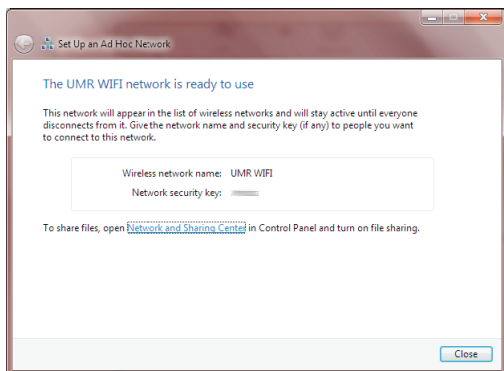 Set Up an Ad Hoc Network
The UMR WIFI network is ready to use
This network will appear in the list of wireless networks and will stay active until everyone
disconnects from it. Give the network name and security key (if any) to people you want
to connect to this network.
Wireless network name: UMR WIFI
Network security key:
To share files, open Network and Sharing Center in Control Panel and turn on file sharing.
Close